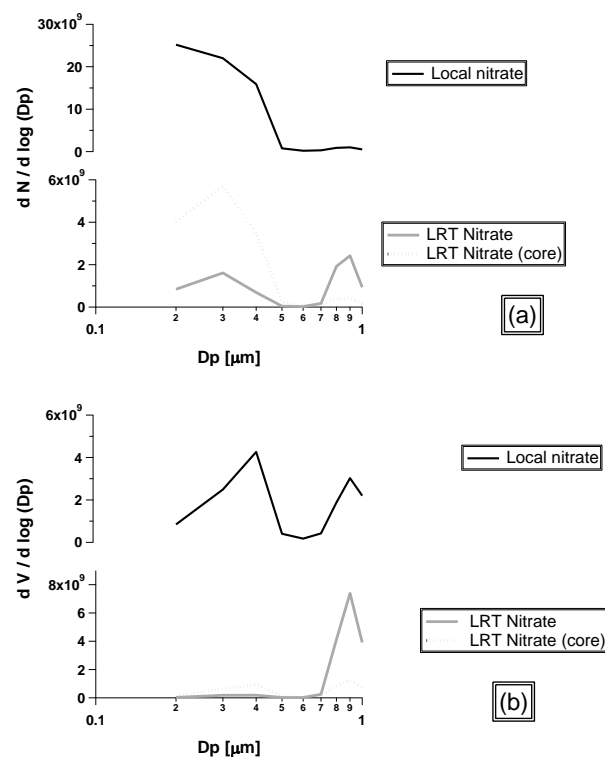 30x10⁹
20
10
0
Local nitrate
d N / d log (Dp)
6x10⁹
4
2
0
LRT Nitrate
LRT Nitrate (core)
0.1
2
3
4
5
6
7
8
9
1
Dp [µm]
(a)
6x10⁹
4
2
0
Local nitrate
d V / d log (Dp)
8x10⁹
6
4
2
0
LRT Nitrate
LRT Nitrate (core)
0.1
2
3
4
5
6
7
8
9
1
Dp [µm]
(b)